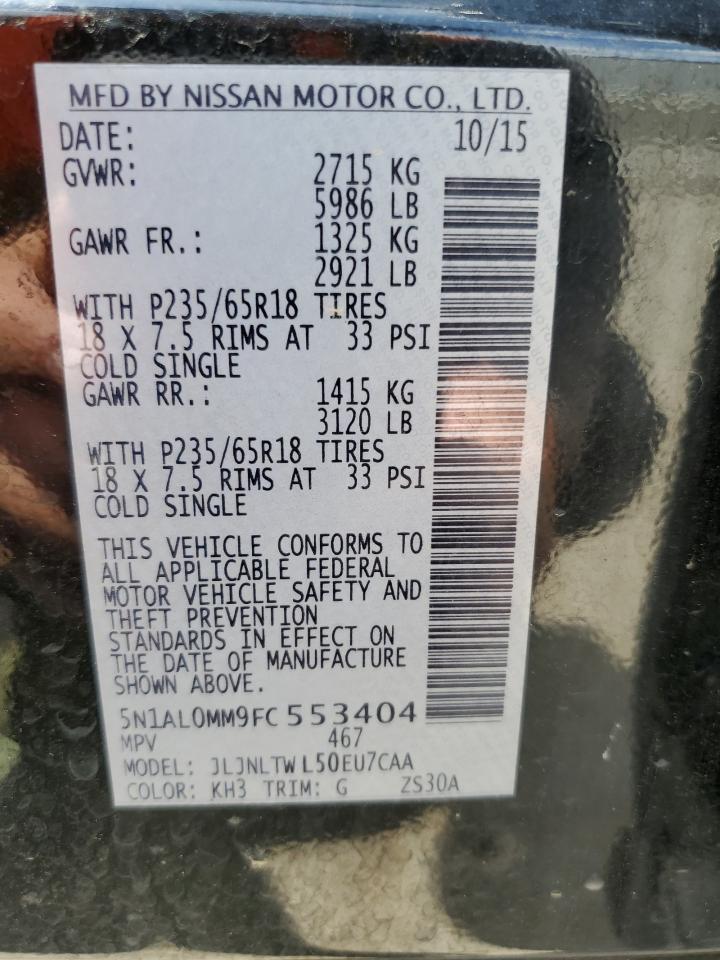 MFD BY NISSAN MOTOR CO., LTD.
DATE: 10/15
GVWR: 2715 KG
5986 LB
GAWR FR.: 1325 KG
2921 LB
WITH P235/65R18 TIRES
18 X 7.5 RIMS AT 33 PSI
COLD SINGLE
GAWR RR.: 1415 KG
3120 LB
WITH P235/65R18 TIRES
18 X 7.5 RIMS AT 33 PSI
COLD SINGLE
THIS VEHICLE CONFORMS TO
ALL APPLICABLE FEDERAL
MOTOR VEHICLE SAFETY AND
THEFT PREVENTION
STANDARDS IN EFFECT ON
THE DATE OF MANUFACTURE
SHOWN ABOVE.
5N1AL0MM9FC 553404
MPV 467
MODEL: JLJNLTW L50EU7CAA
COLOR: KH3 TRIM: G ZS30A